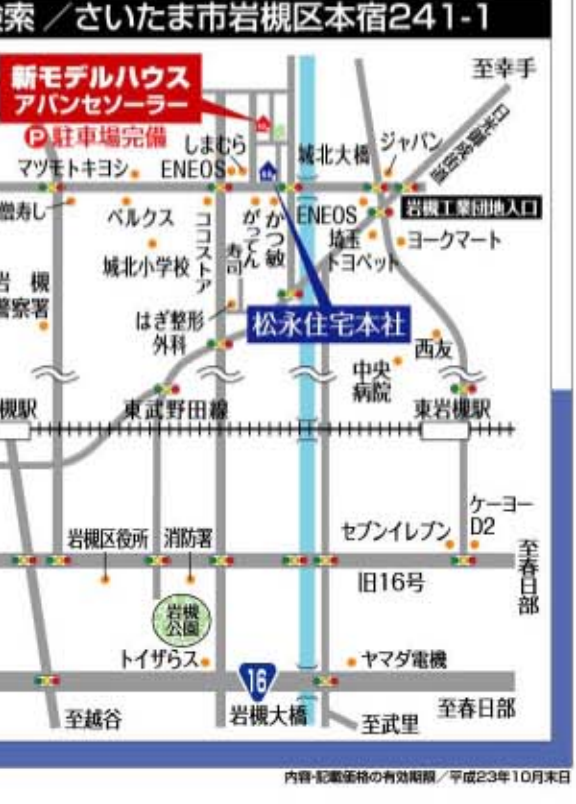 索／さいたま市岩槻区本宿241-1
至幸手
新モデルハウス
アバンセソーラー
P駐車場完備
しまむら
城北大橋
ジャパン
日光御成街道
マツモトキヨシ
ENEOS
僧寿し
ベルクス
ココストア
がってん
寿司
かつ敏
ENEOS
岩槻工業団地入口
埼玉
トヨペット
ヨークマート
城北小学校
岩槻
警察署
はぎ整形
外科
松永住宅本社
西友
中央
病院
槻駅
東武野田線
東岩槻駅
岩槻区役所
消防署
セブンイレブン
ケーヨー
D2
至春日部
旧16号
岩槻
公園
トイザらス
16
ヤマダ電機
至越谷
岩槻大橋
至武里
至春日部
内容・記載価格の有効期限／平成23年10月末日